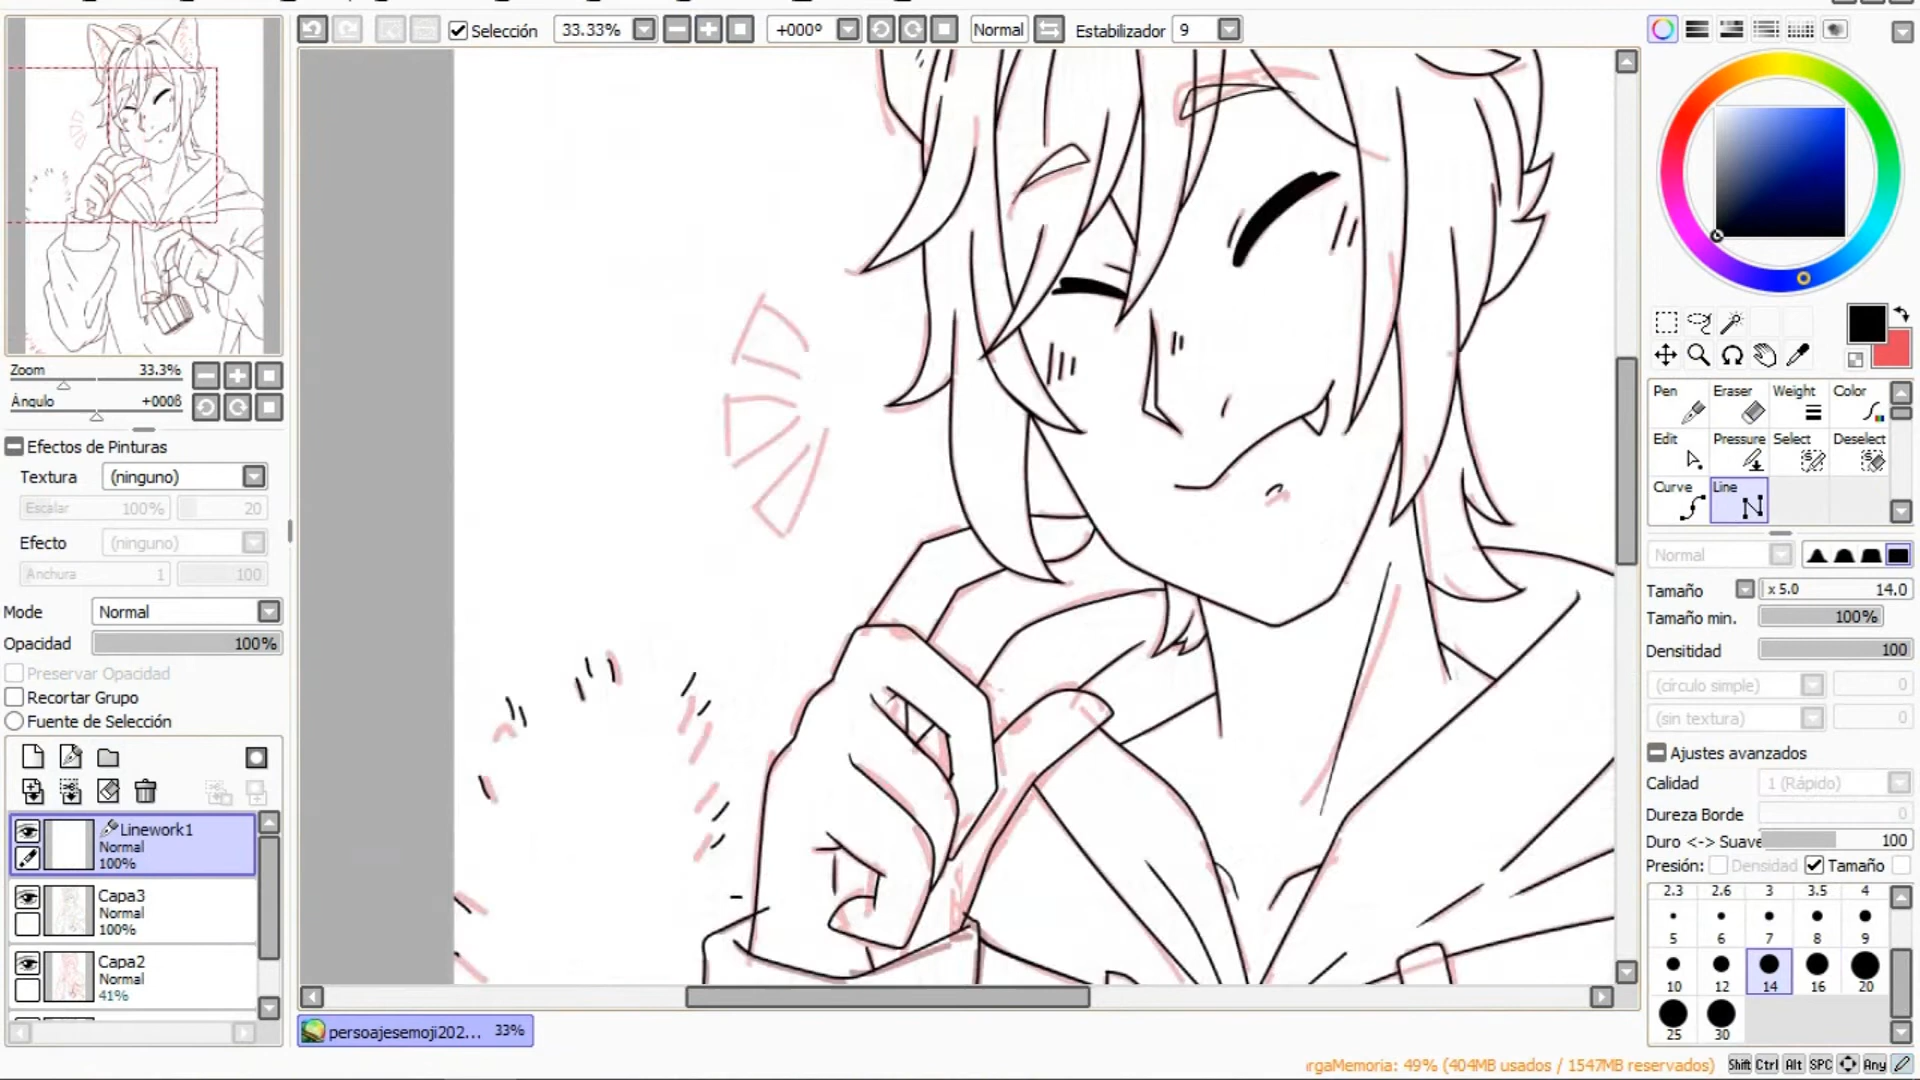 Selección 33.33% +000º Normal Estabilizador 9
Zoom 33.3%
Ángulo +000ß
Efectos de Pinturas
Textura (ninguno)
Escalar 100% 20
Efecto (ninguno)
Anchura 1 100
Mode Normal
Opacidad 100%
Preservar Opacidad
Recortar Grupo
Fuente de Selección
Linework1
Normal
100%
Capa3
Normal
100%
Capa2
Normal
41%
persoajesemoji202... 33%
Pen Eraser Weight Color
Edit Pressure Select Deselect
Curve Line
Normal
Tamaño x 5.0 14.0
Tamaño min. 100%
Densitidad 100
(círculo simple) 0
(sin textura) 0
Ajustes avanzados
Calidad 1 (Rápido)
Dureza Borde 0
Duro <-> Suave 100
Presión: Densidad Tamaño
2.3 2.6 3 3.5 4
5 6 7 8 9
10 12 14 16 20
25 30
rgaMemoria: 49% (404MB usados / 1547MB reservados) Shift Ctrl Alt SPC Any